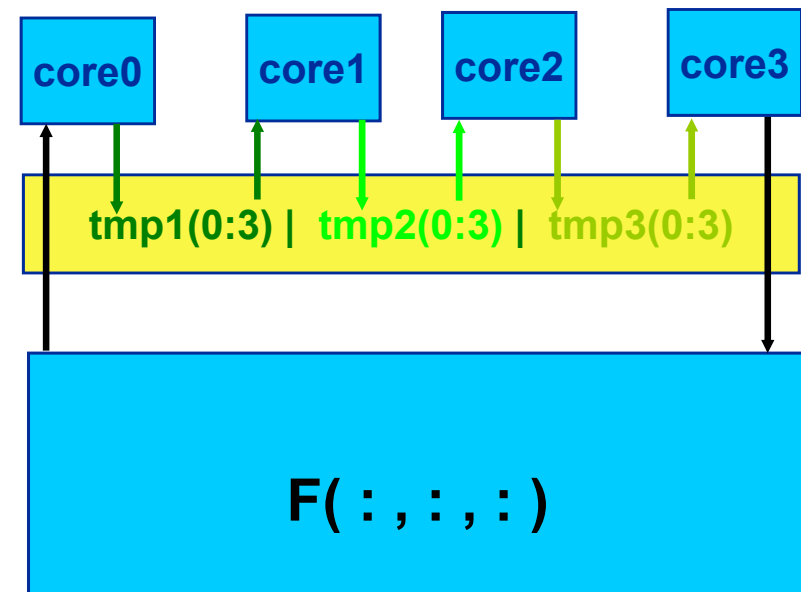 core0 core1 core2 core3
tmp1(0:3) | tmp2(0:3) | tmp3(0:3)
F( : , : , : )